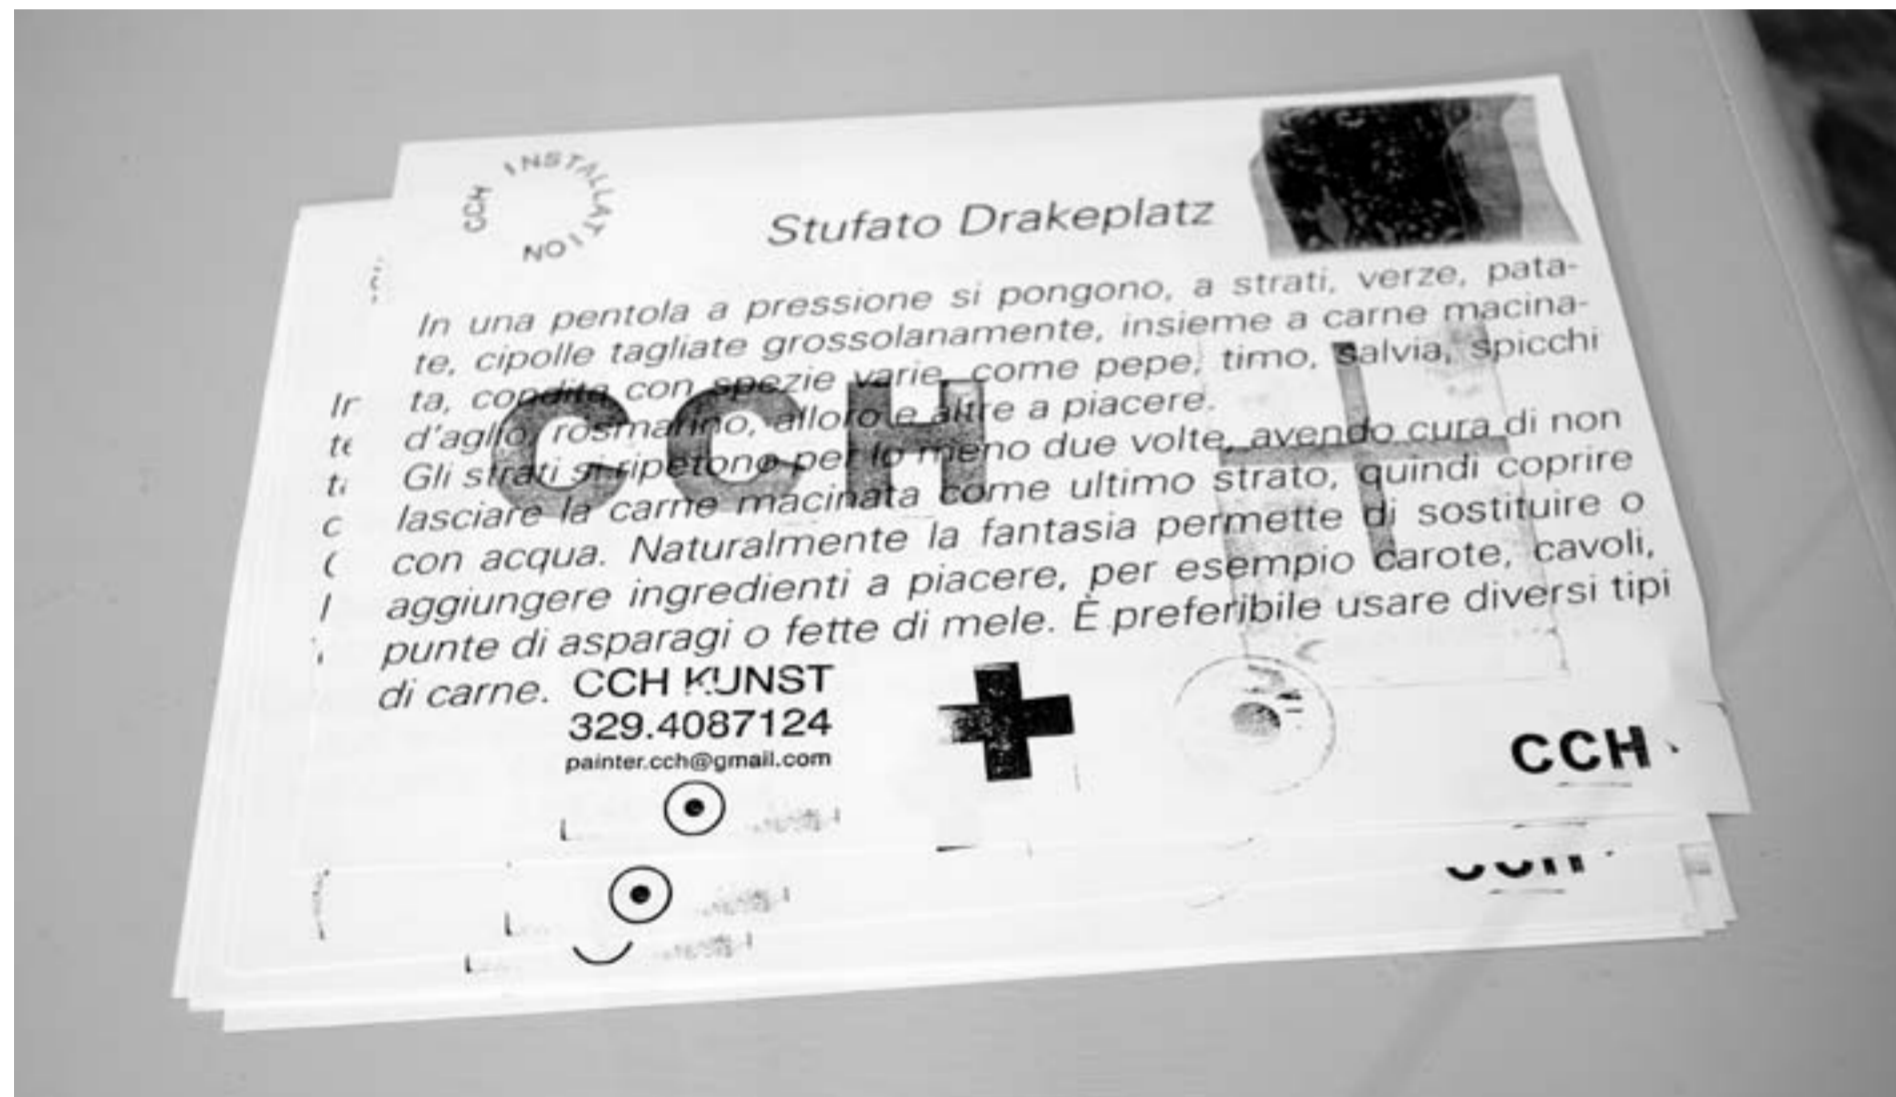 CCH INSTALLATION
Stufato Drakeplatz
In una pentola a pressione si pongono, a strati, verze, pata-
te, cipolle tagliate grossolanamente, insieme a carne macina-
ta, condita con spezie varie, come pepe, timo, salvia, spicchi
d'aglio, rosmarino, alloro e altre a piacere.
Gli strati si ripetono per lo meno due volte, avendo cura di non
lasciare la carne macinata come ultimo strato, quindi coprire
con acqua. Naturalmente la fantasia permette di sostituire o
aggiungere ingredienti a piacere, per esempio carote, cavoli,
punte di asparagi o fette di mele. È preferibile usare diversi tipi
di carne.
CCH
CCH KUNST
329.4087124
painter.cch@gmail.com
CCH